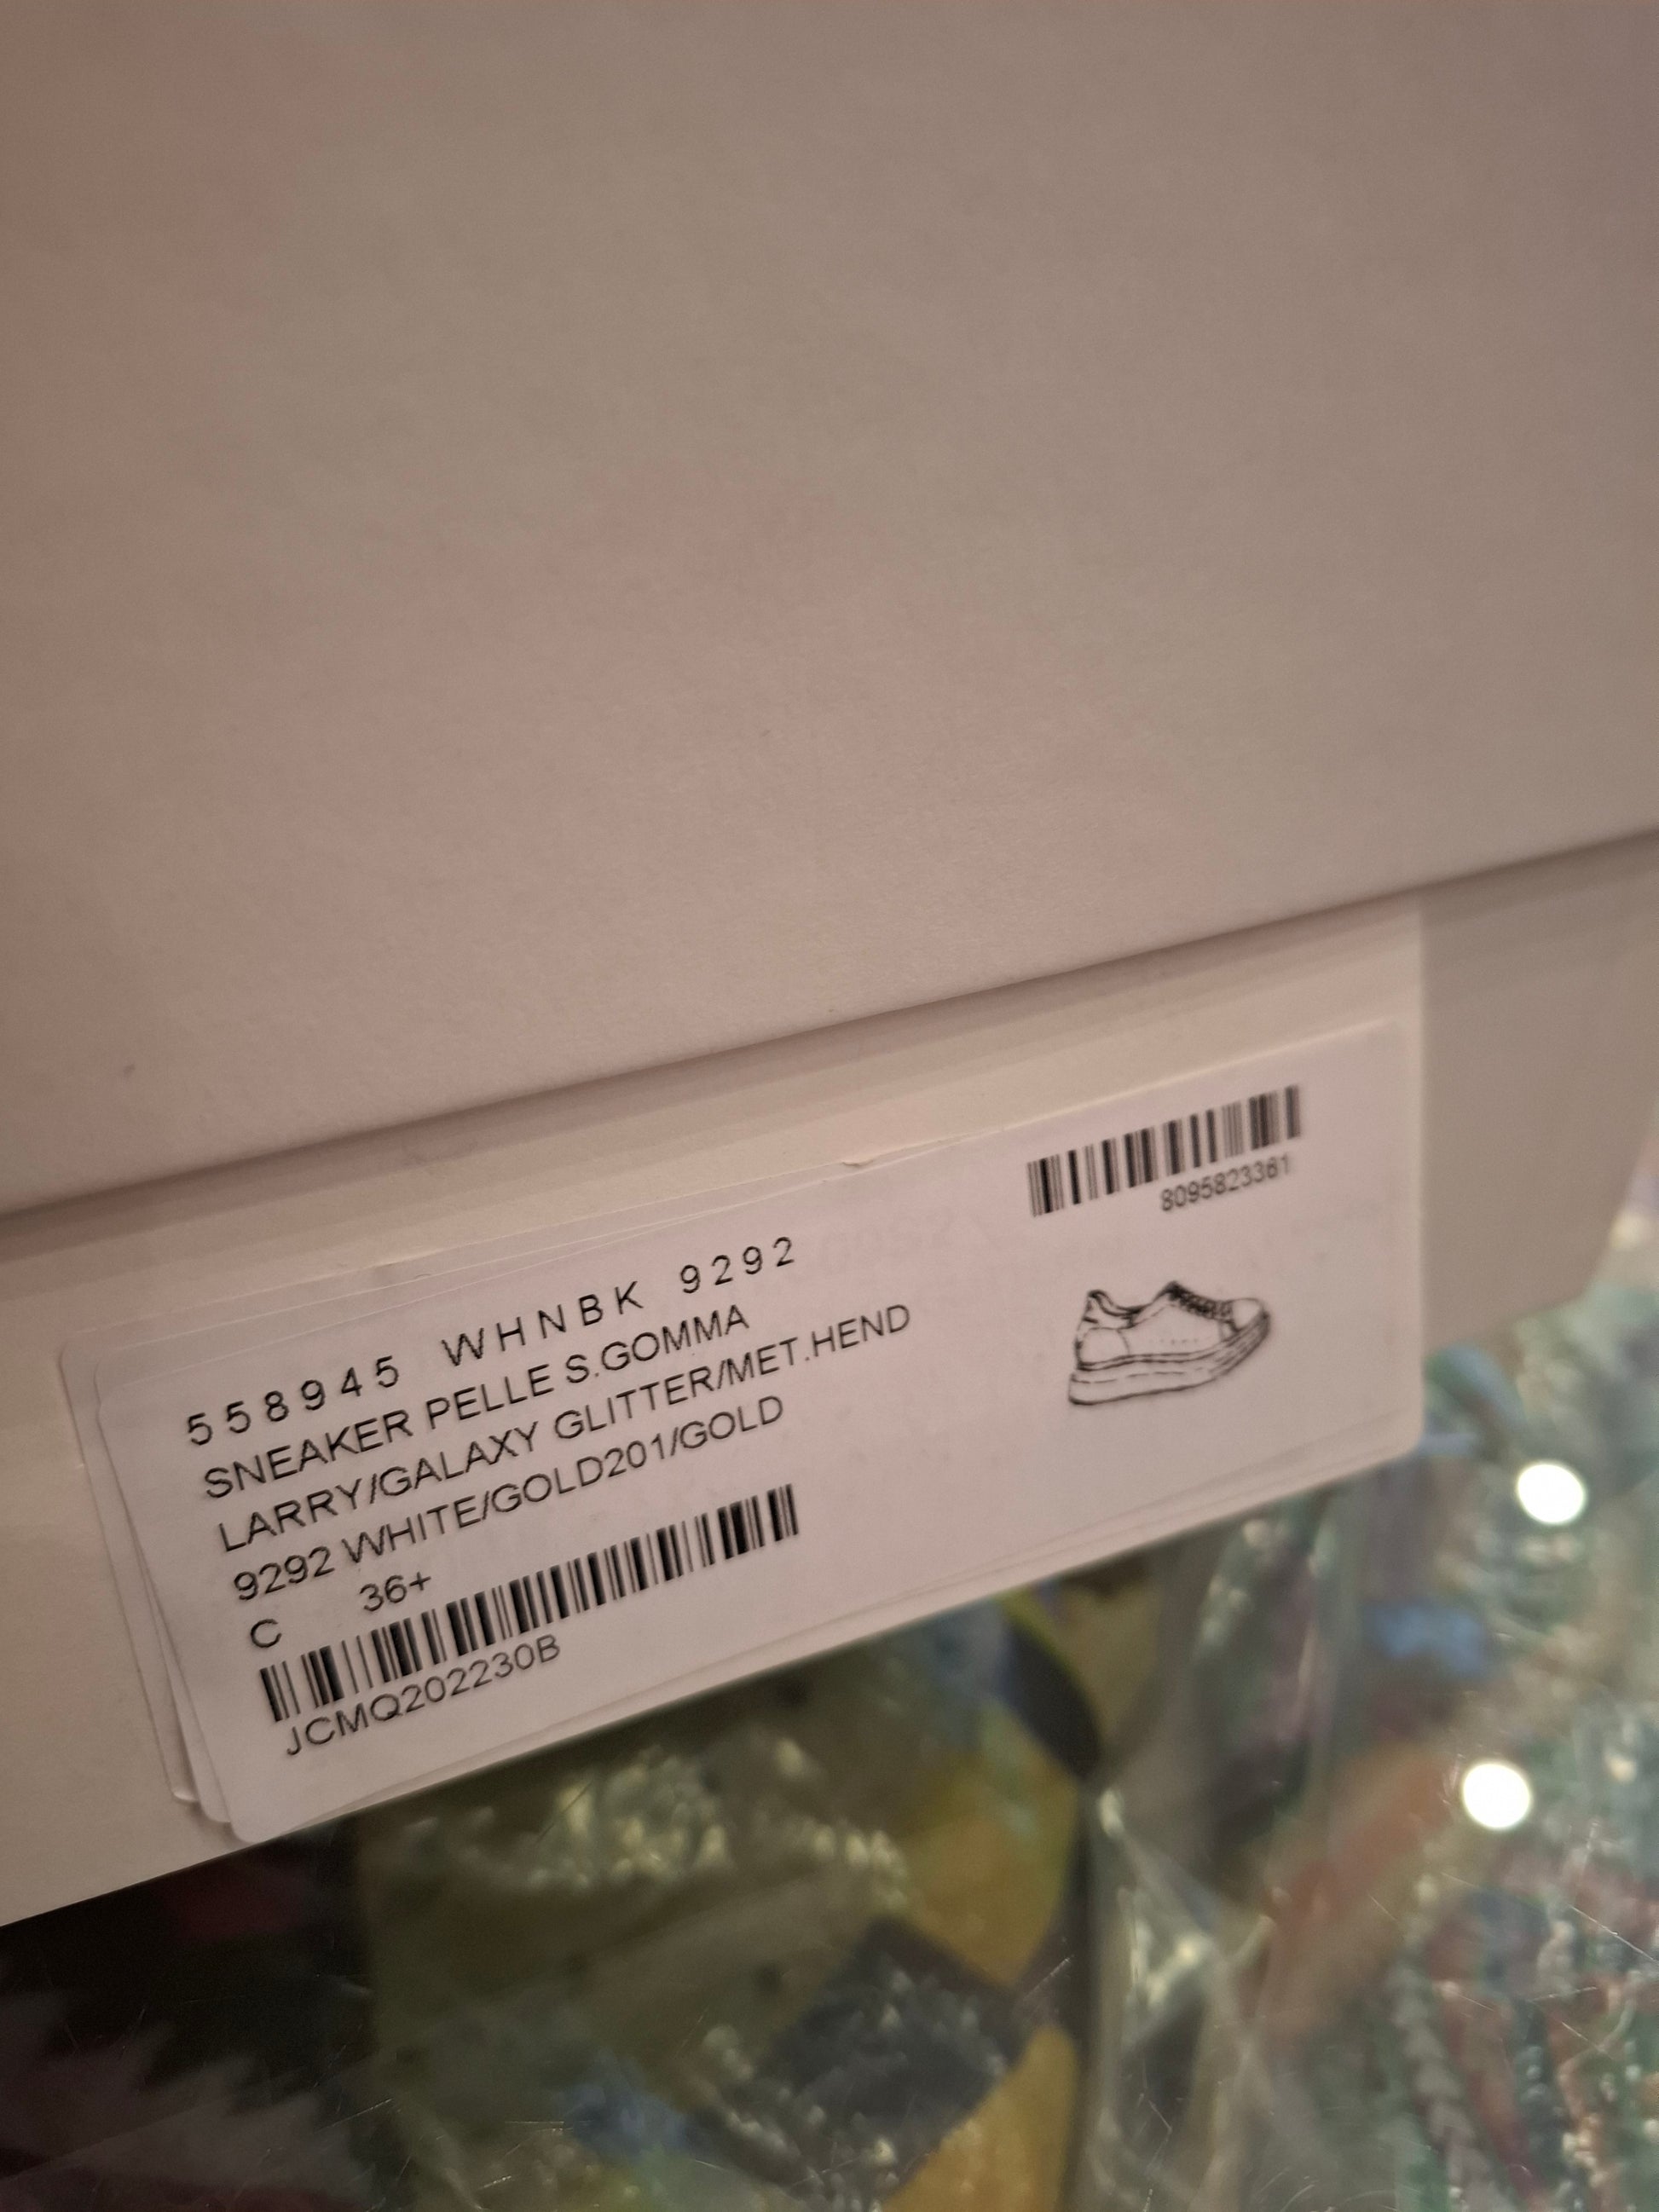 8095823361
558945 WHNBK 9292
SNEAKER PELLE S.GOMMA
LARRY/GALAXY GLITTER/MET.HEND
9292 WHITE/GOLD201/GOLD
C 36+
JCMQ202230B